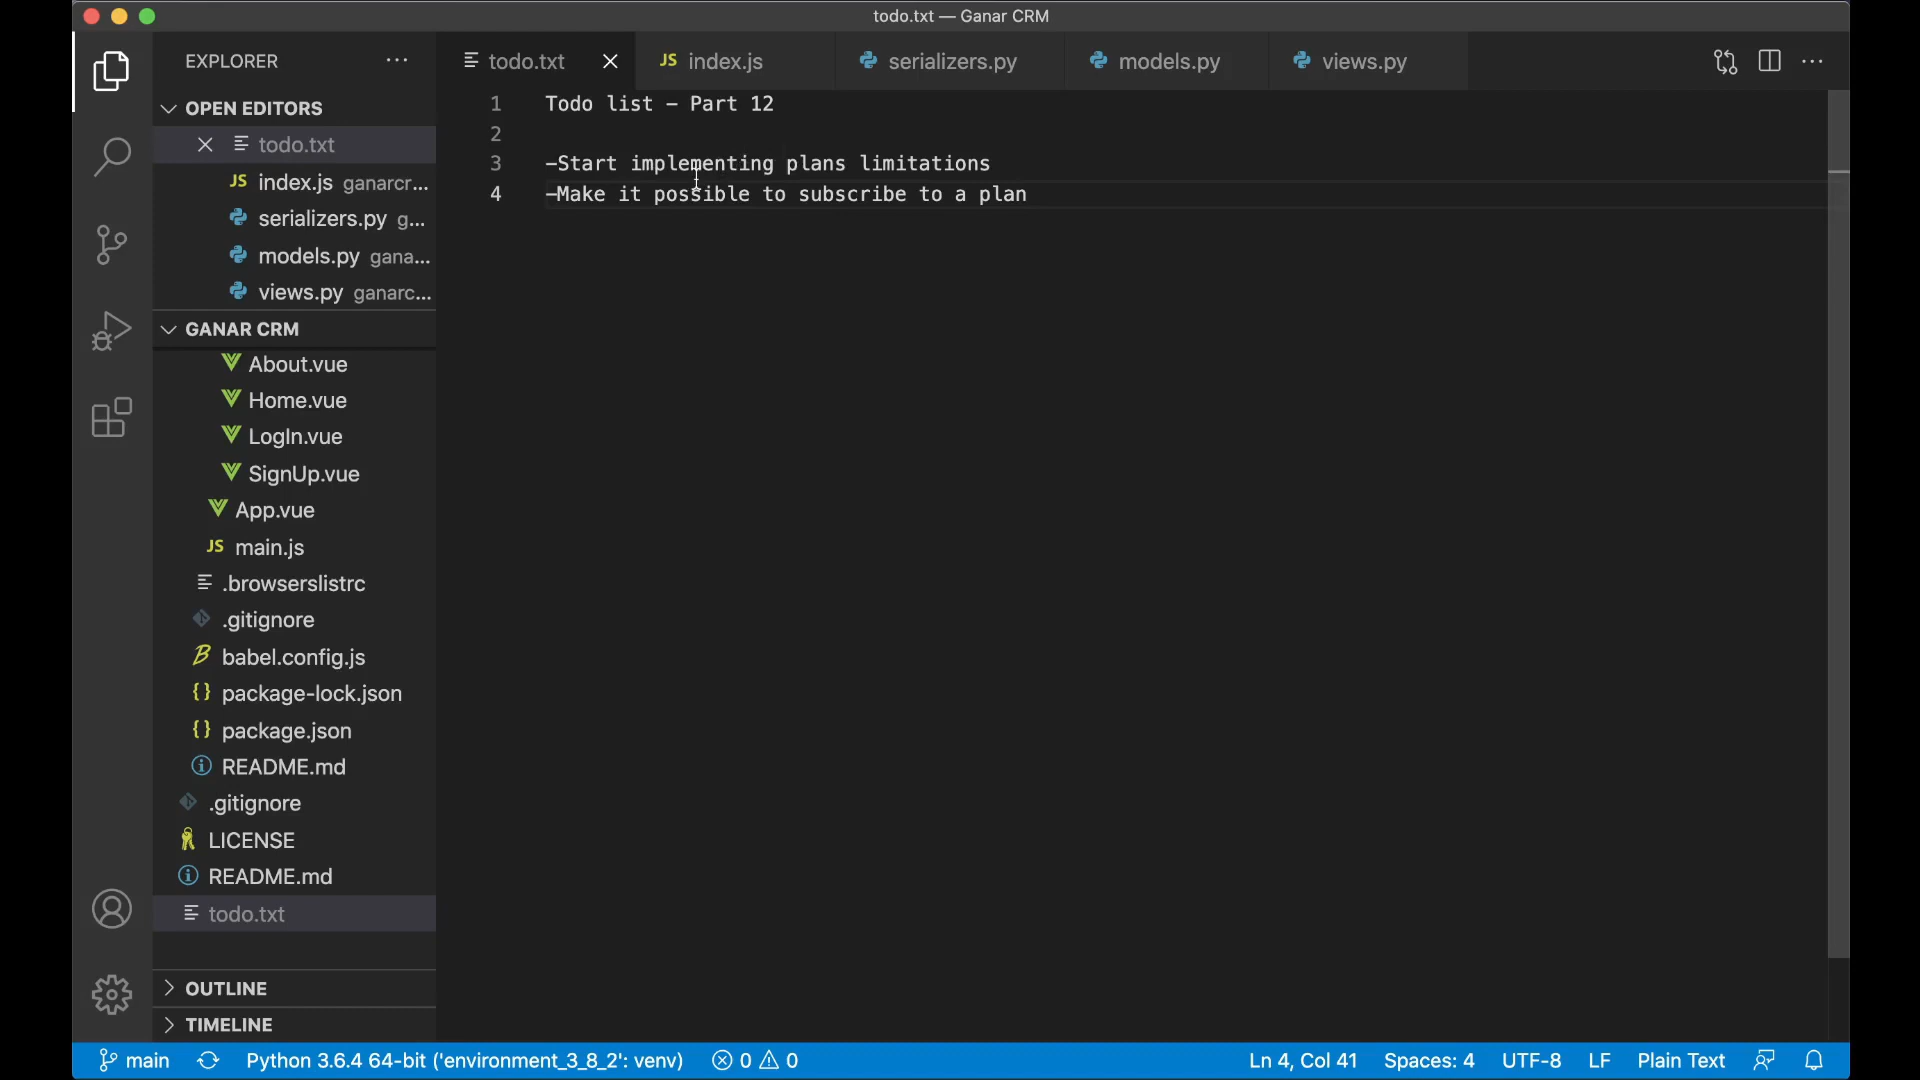 todo.txt — Ganar CRM
EXPLORER
todo.txt
index.js
serializers.py
models.py
views.py
OPEN EDITORS
todo.txt
index.js ganarcr...
serializers.py g...
models.py gana...
views.py ganarc...
GANAR CRM
About.vue
Home.vue
LogIn.vue
SignUp.vue
App.vue
main.js
.browserslistrc
.gitignore
babel.config.js
package-lock.json
package.json
README.md
.gitignore
LICENSE
README.md
todo.txt
OUTLINE
TIMELINE
1 Todo list - Part 12
2
3 -Start implementing plans limitations
4 -Make it possible to subscribe to a plan
main Python 3.6.4 64-bit ('environment_3_8_2': venv) 0 0 Ln 4, Col 41 Spaces: 4 UTF-8 LF Plain Text